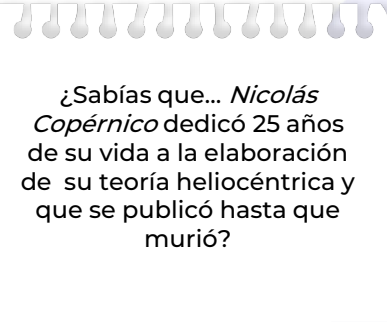 ¿Sabías que... Nicolás
Copérnico dedicó 25 años
de su vida a la elaboración
de  su teoría heliocéntrica y
que se publicó hasta que
murió?